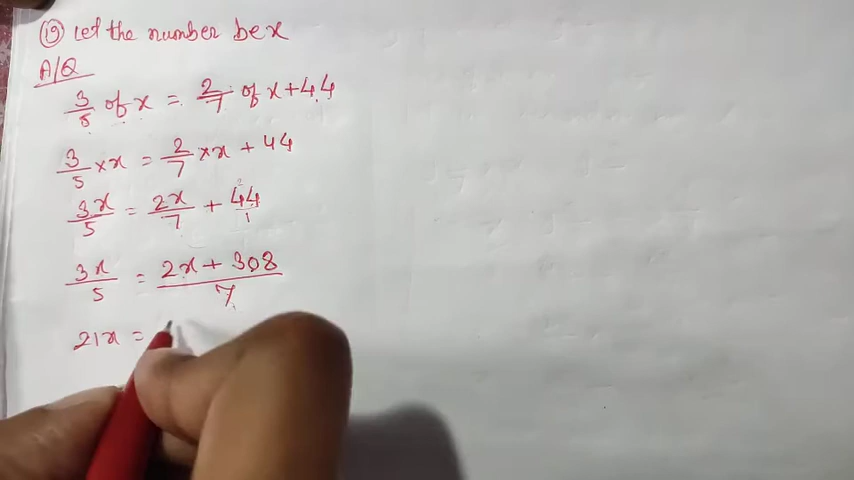 19 Let the number be x
A/Q
3/5 of x = 2/7 of x + 44
3/5 × x = 2/7 × x + 44
3x/5 = 2x/7 + 44/1
3x/5 = (2x + 308)/7
21x =